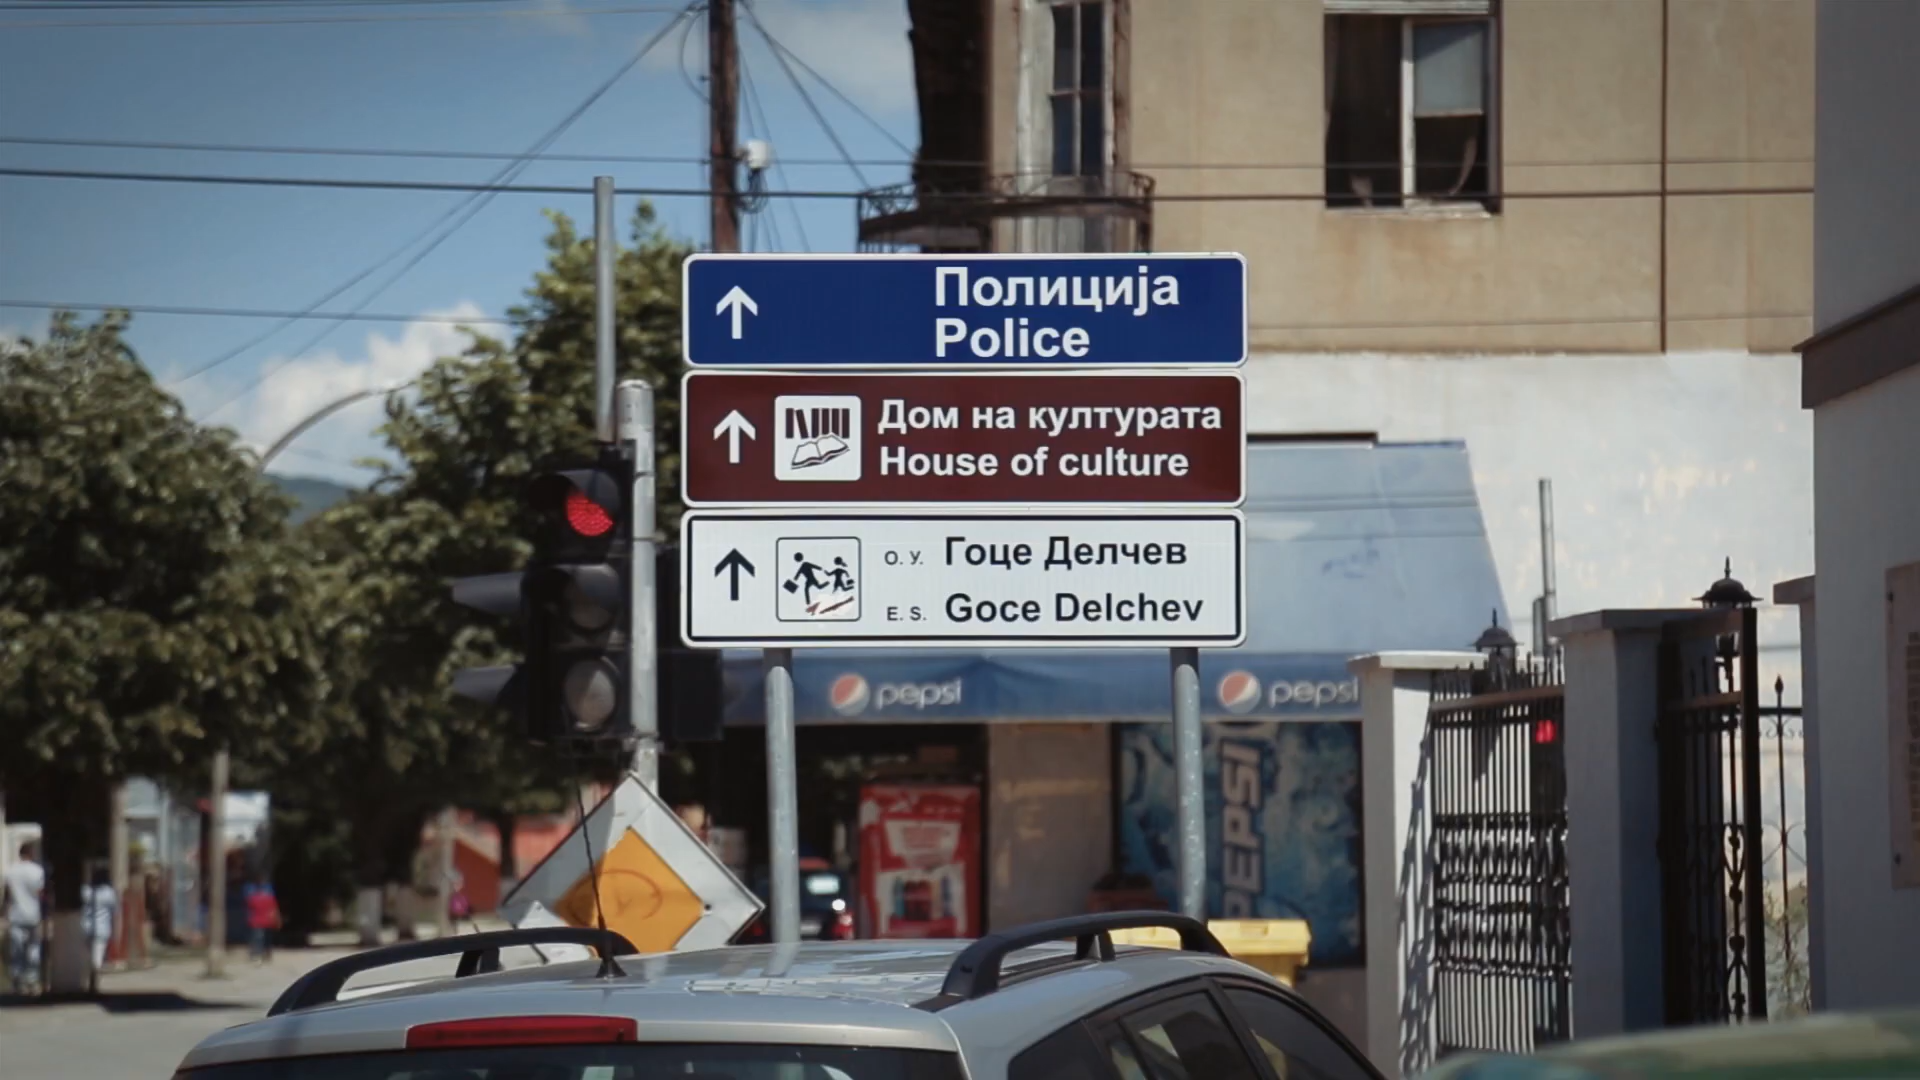 Полиција
Police
Дом на културата
House of culture
О. У. Гоце Делчев
E. S. Goce Delchev
pepsi
pepsi
PEPSI